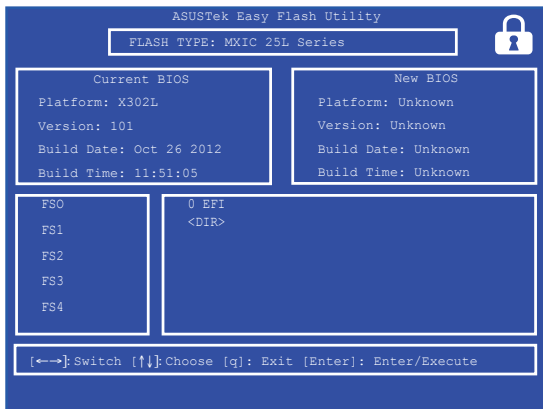 ASUSTek Easy Flash Utility
FLASH TYPE: MXIC 25L Series
Current BIOS
Platform: X302L
Version: 101
Build Date: Oct 26 2012
Build Time: 11:51:05
New BIOS
Platform: Unknown
Version: Unknown
Build Date: Unknown
Build Time: Unknown
FSO
FS1
FS2
FS3
FS4
0 EFI
<DIR>
[←→]:Switch [↑↓]:Choose [q]: Exit [Enter]: Enter/Execute